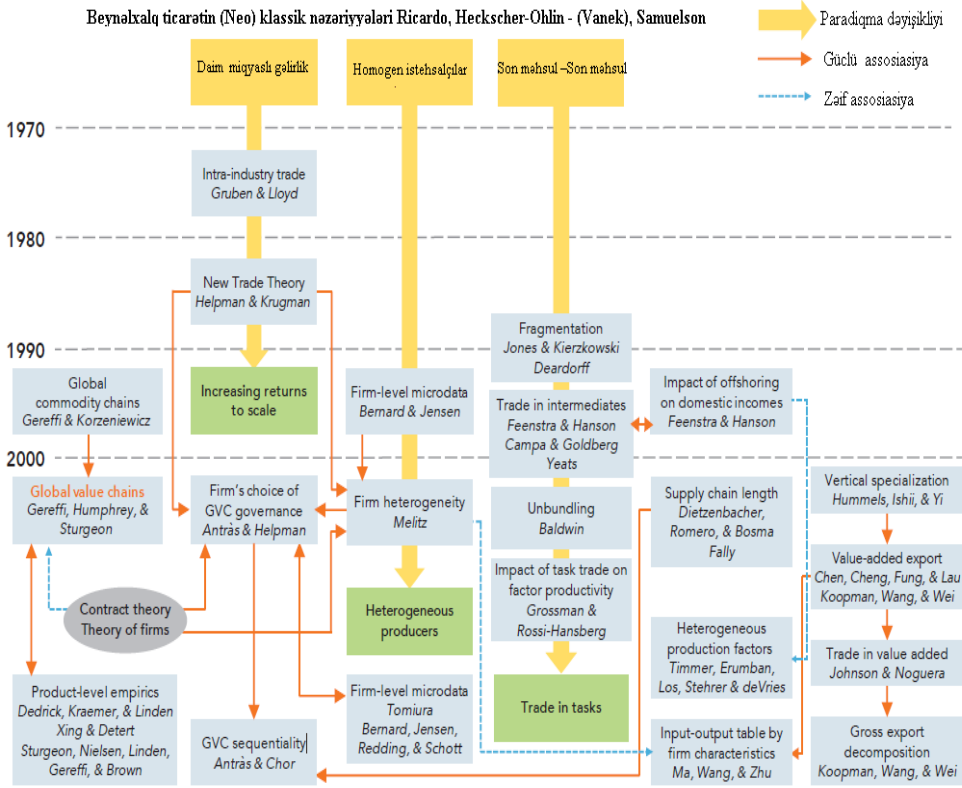 Beynəlxalq ticarətin (Neo) klassik nəzəriyyələri Ricardo, Heckscher-Ohlin - (Vanek), Samuelson
Paradiqma dəyişikliyi
Güclü assosiasiya
Zəif assosiasiya
Daim miqyaslı gəlirlik
Homogen istehsalçılar
Son məhsul –Son məhsul
1970
Intra-industry trade
Gruben & Lloyd
1980
New Trade Theory
Helpman & Krugman
Fragmentation
Jones & Kierzkowski
Deardorff
1990
Global
commodity chains
Gereffi & Korzeniewicz
Increasing returns
to scale
Firm-level microdata
Bernard & Jensen
Trade in intermediates
Feenstra & Hanson
Campa & Goldberg
Yeats
Impact of offshoring
on domestic incomes
Feenstra & Hanson
2000
Global value chains
Gereffi, Humphrey, &
Sturgeon
Firm's choice of
GVC governance
Antràs & Helpman
Firm heterogeneity
Melitz
Unbundling
Baldwin
Supply chain length
Dietzenbacher,
Romero, & Bosma
Fally
Vertical specialization
Hummels, Ishii, & Yi
Value-added export
Chen, Cheng, Fung, & Lau
Koopman, Wang, & Wei
Impact of task trade on
factor productivity
Grossman &
Rossi-Hansberg
Contract theory
Theory of firms
Heterogeneous
producers
Heterogeneous
production factors
Timmer, Erumban,
Los, Stehrer & deVries
Trade in value added
Johnson & Noguera
Product-level empirics
Dedrick, Kraemer, & Linden
Xing & Detert
Sturgeon, Nielsen, Linden,
Gereffi, & Brown
GVC sequentiality
Antràs & Chor
Firm-level microdata
Tomiura
Bernard, Jensen,
Redding, & Schott
Trade in tasks
Input-output table by
firm characteristics
Ma, Wang, & Zhu
Gross export
decomposition
Koopman, Wang, & Wei